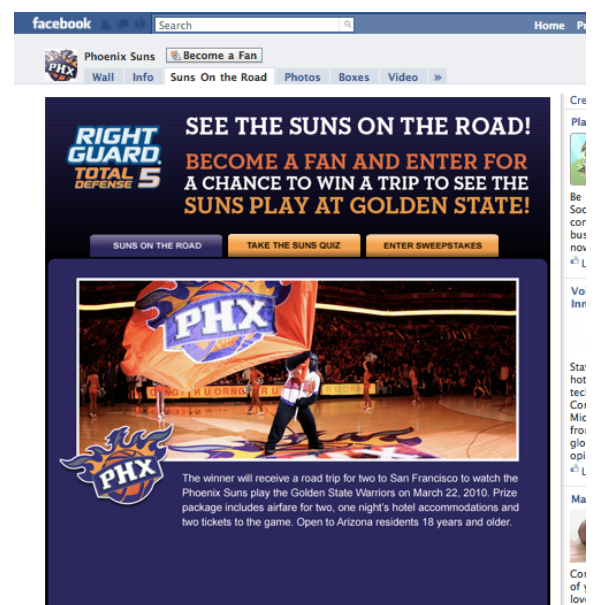 facebook
Search
Home
Phoenix Suns
Become a Fan
Wall Info Suns On the Road Photos Boxes Video »
RIGHT
GUARD.
TOTAL
DEFENSE 5
SEE THE SUNS ON THE ROAD!
BECOME A FAN AND ENTER FOR
A CHANCE TO WIN A TRIP TO SEE THE
SUNS PLAY AT GOLDEN STATE!
SUNS ON THE ROAD
TAKE THE SUNS QUIZ
ENTER SWEEPSTAKES
PHX
PHX
The winner will receive a road trip for two to San Francisco to watch the
Phoenix Suns play the Golden State Warriors on March 22, 2010. Prize
package includes airfare for two, one night's hotel accommodations and
two tickets to the game. Open to Arizona residents 18 years and older.
PHX
Be